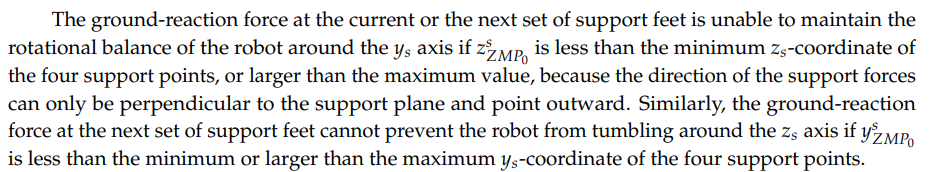 The ground-reaction force at the current or the next set of support feet is unable to maintain the
rotational balance of the robot around the $y_s$ axis if $z^s_{ZMP_0}$ is less than the minimum $z_s$-coordinate of
the four support points, or larger than the maximum value, because the direction of the support forces
can only be perpendicular to the support plane and point outward. Similarly, the ground-reaction
force at the next set of support feet cannot prevent the robot from tumbling around the $z_s$ axis if $y^s_{ZMP_0}$
is less than the minimum or larger than the maximum $y_s$-coordinate of the four support points.